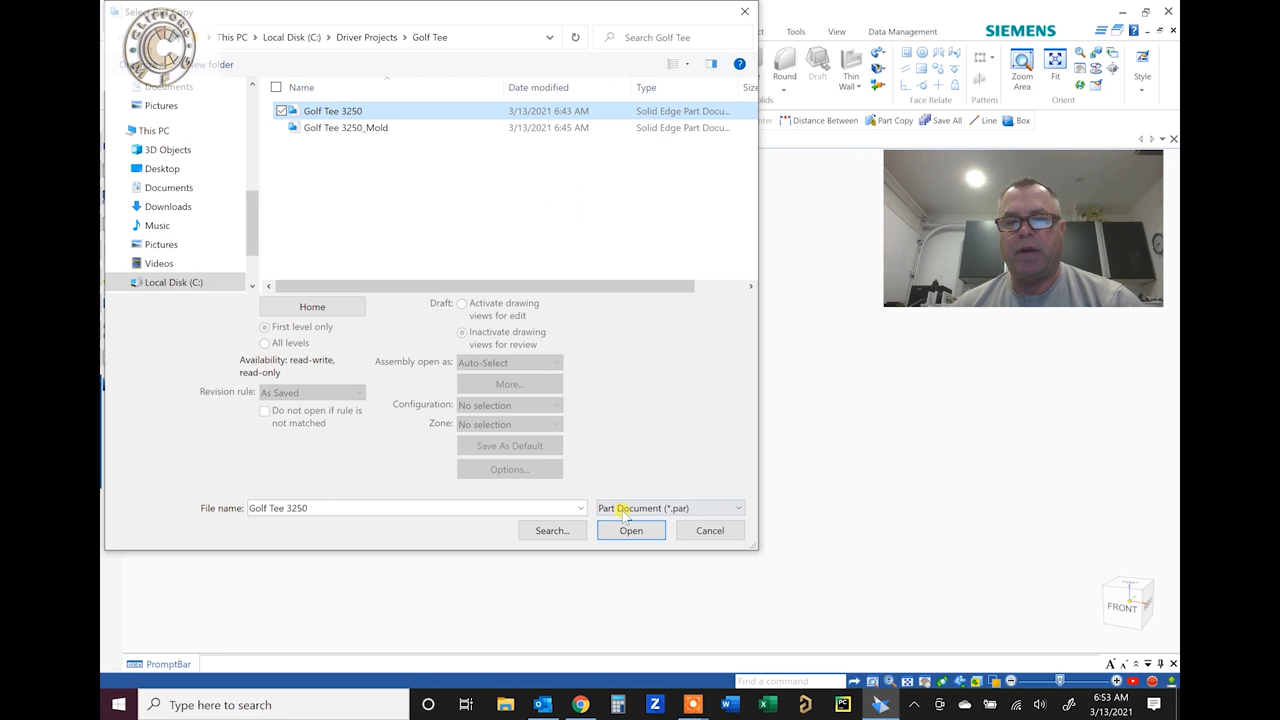 Select Part Copy
This PC > Local Disk (C:) > Driver Projects > Golf Tee
Search Golf Tee
folder
Name
Date modified
Type
Size
Golf Tee 3250
3/13/2021 6:43 AM
Solid Edge Part Docu...
Golf Tee 3250_Mold
3/13/2021 6:45 AM
Solid Edge Part Docu...
Documents
Pictures
This PC
3D Objects
Desktop
Documents
Downloads
Music
Pictures
Videos
Local Disk (C:)
Home
First level only
All levels
Availability: read-write,
read-only
Revision rule:
As Saved
Do not open if rule is
not matched
Draft:
Activate drawing
views for edit
Inactivate drawing
views for review
Assembly open as:
Auto-Select
More...
Configuration:
No selection
Zone:
No selection
Save As Default
Options...
File name:
Golf Tee 3250
Part Document (*.par)
Search...
Open
Cancel
SIEMENS
Tools
View
Data Management
Round
Draft
Thin
Wall
Zoom
Area
Fit
Style
Face Relate
Pattern
Orient
Distance Between
Part Copy
Save All
Line
Box
FRONT
PromptBar
Find a command
Type here to search
6:53 AM
3/13/2021